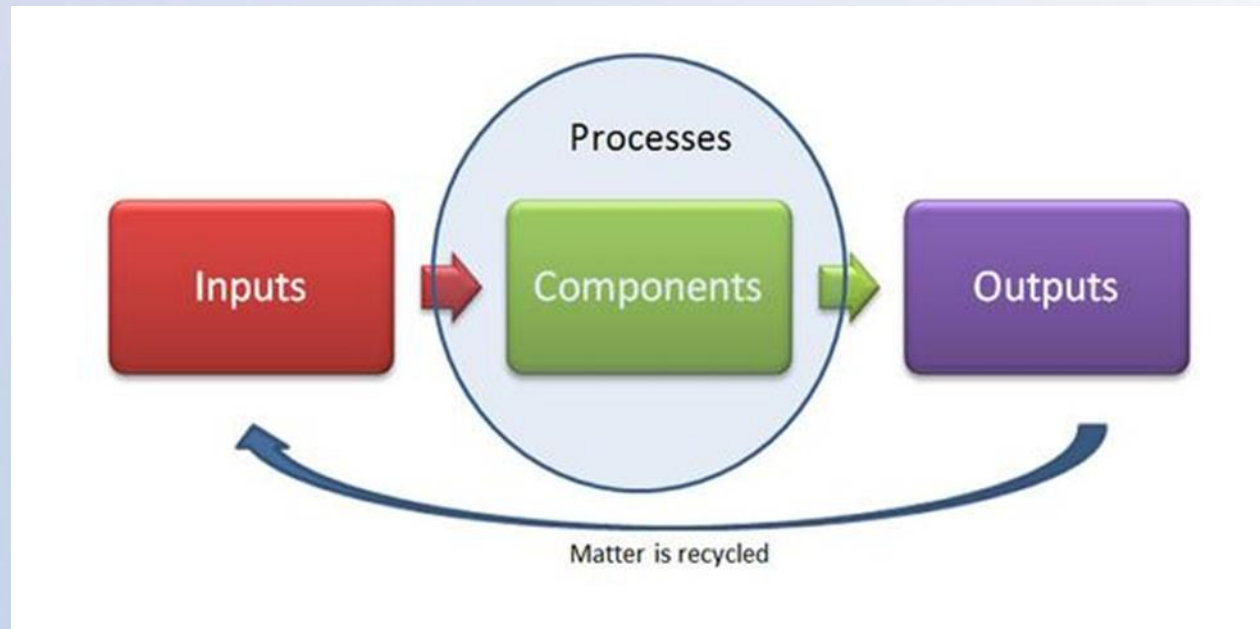 Processes
Inputs
Components
Outputs
Matter is recycled